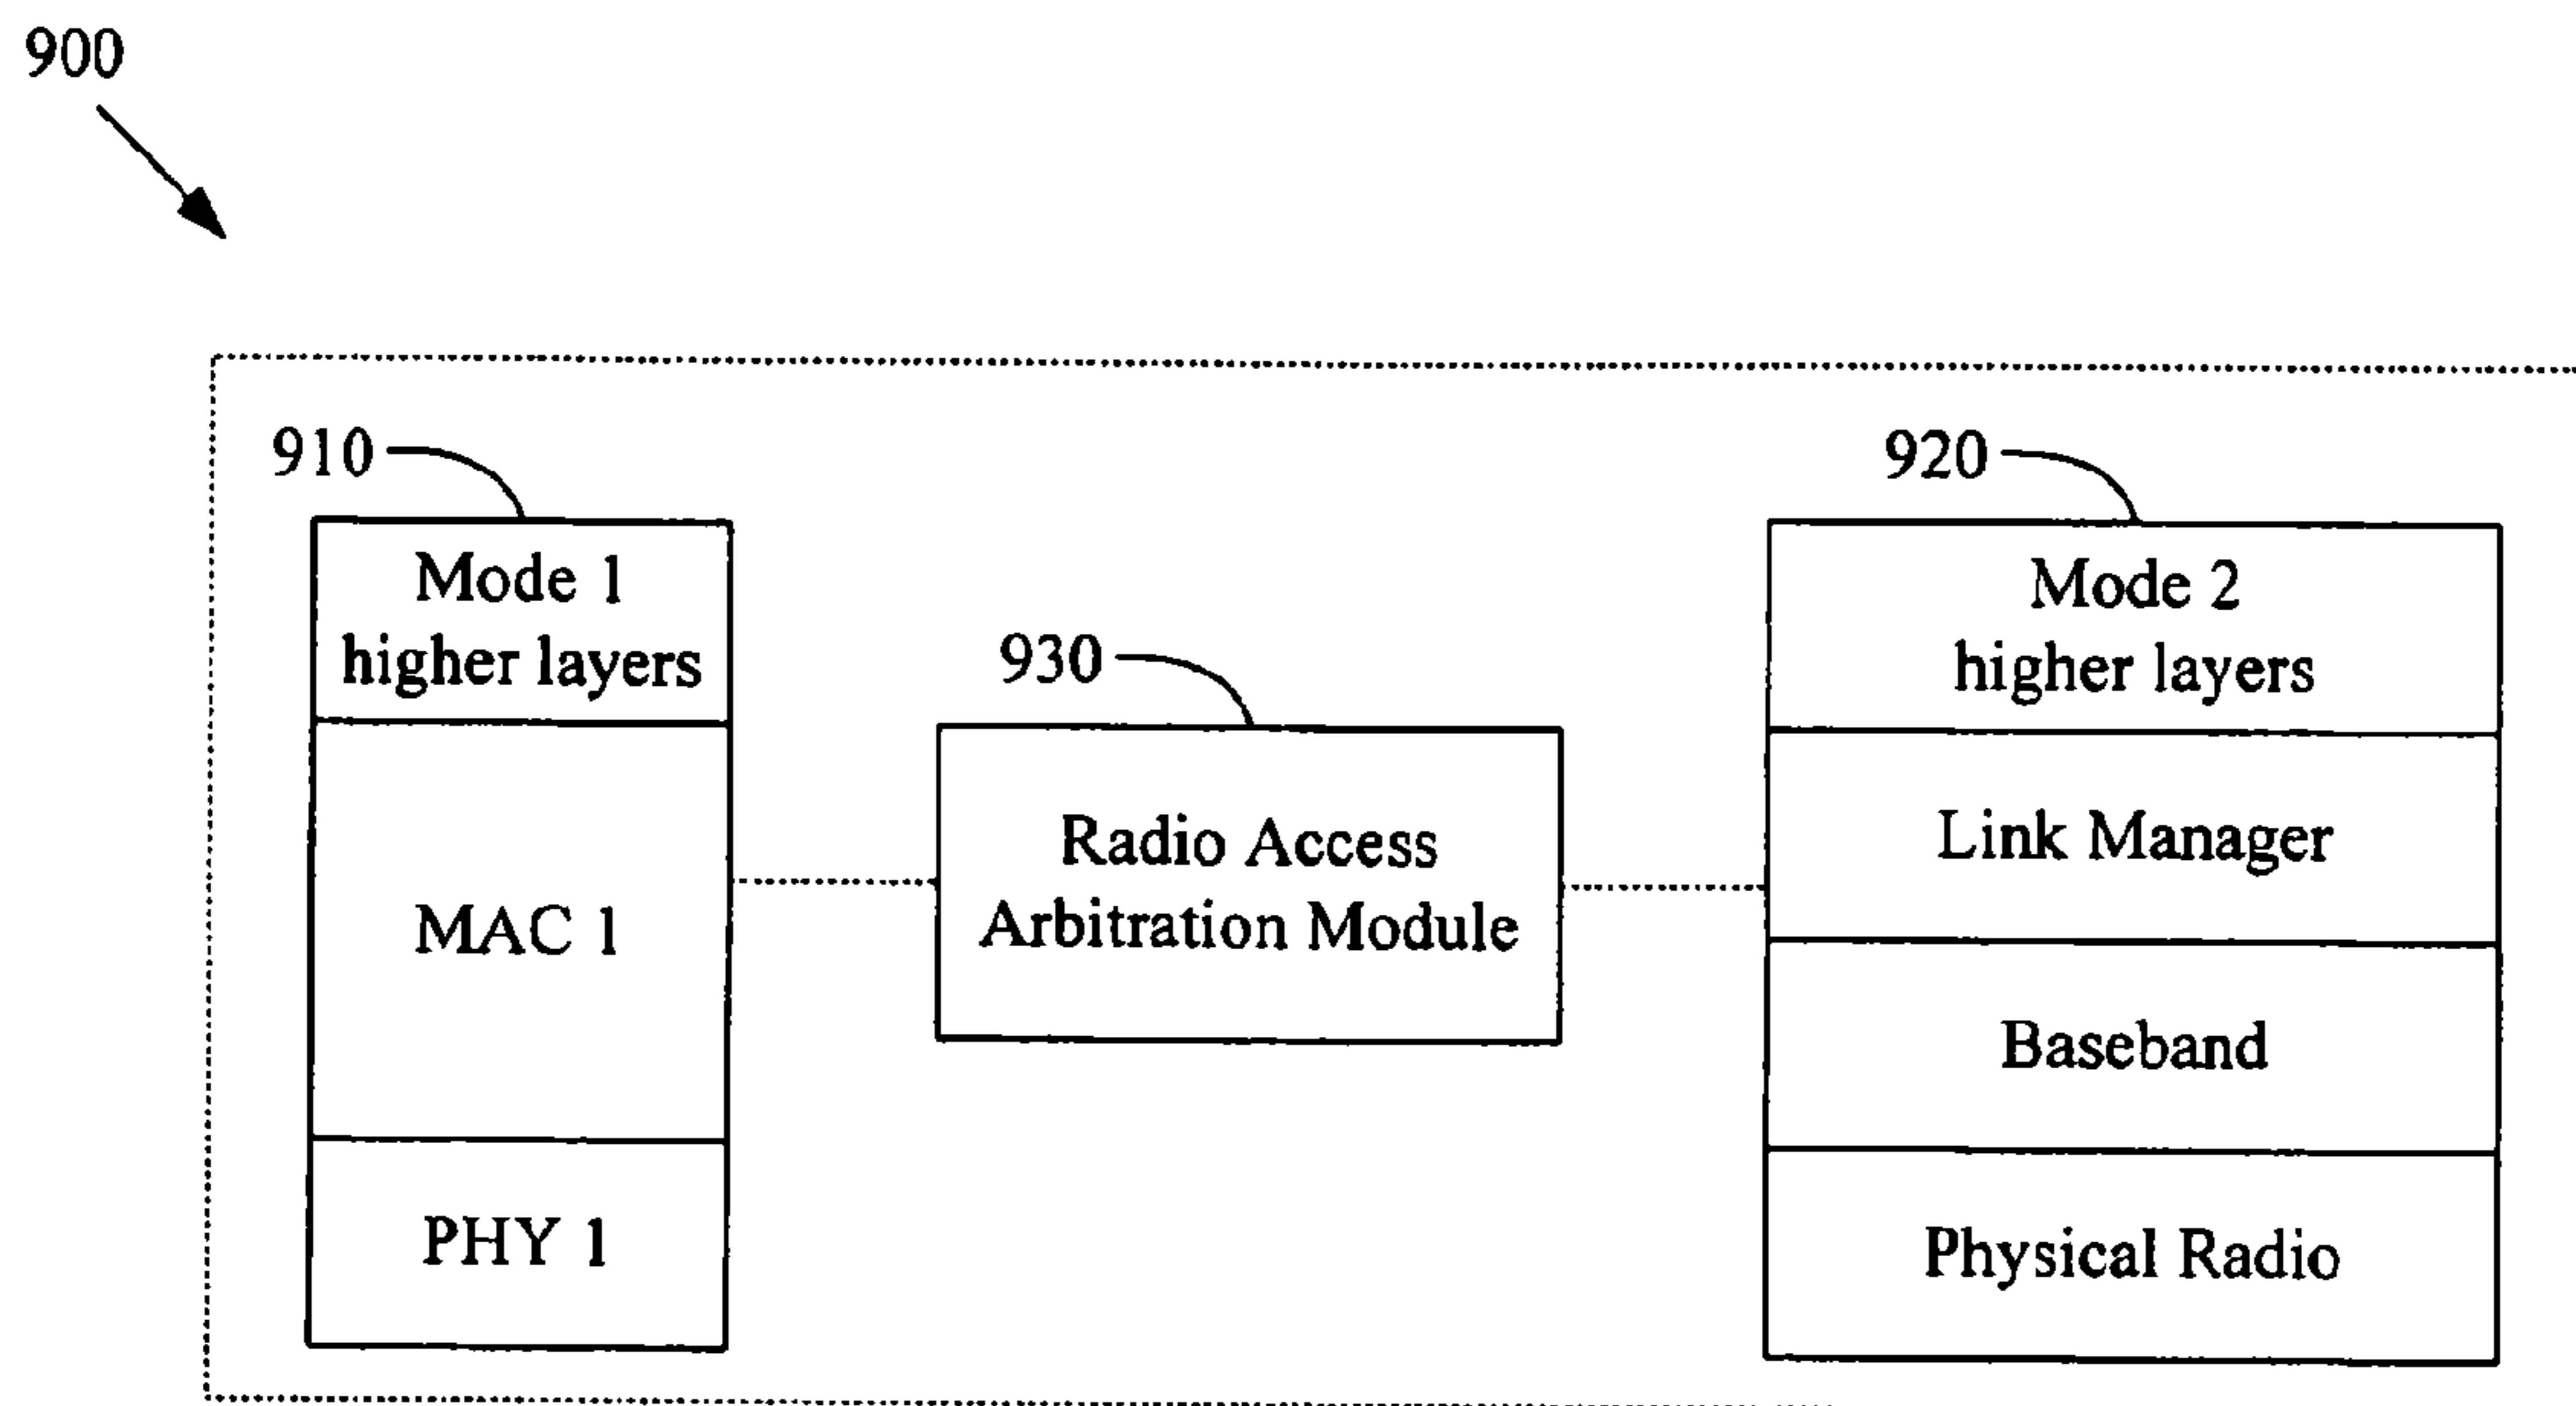 900
910
920
Mode 1
higher layers
Mode 2
higher layers
930
Radio Access
Arbitration Module
Link Manager
MAC 1
Baseband
PHY 1
Physical Radio